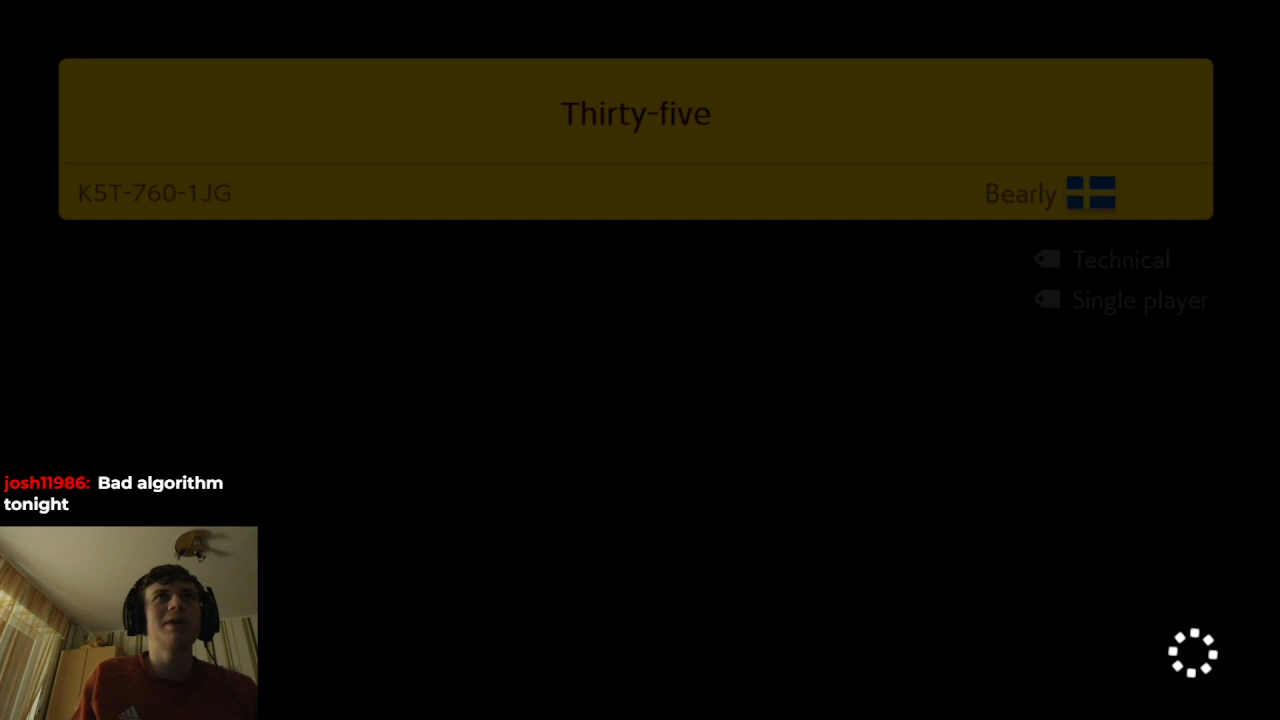 Thirty-five
K5T-760-1JG
Bearly
Technical
Single player
josh11986: Bad algorithm
tonight